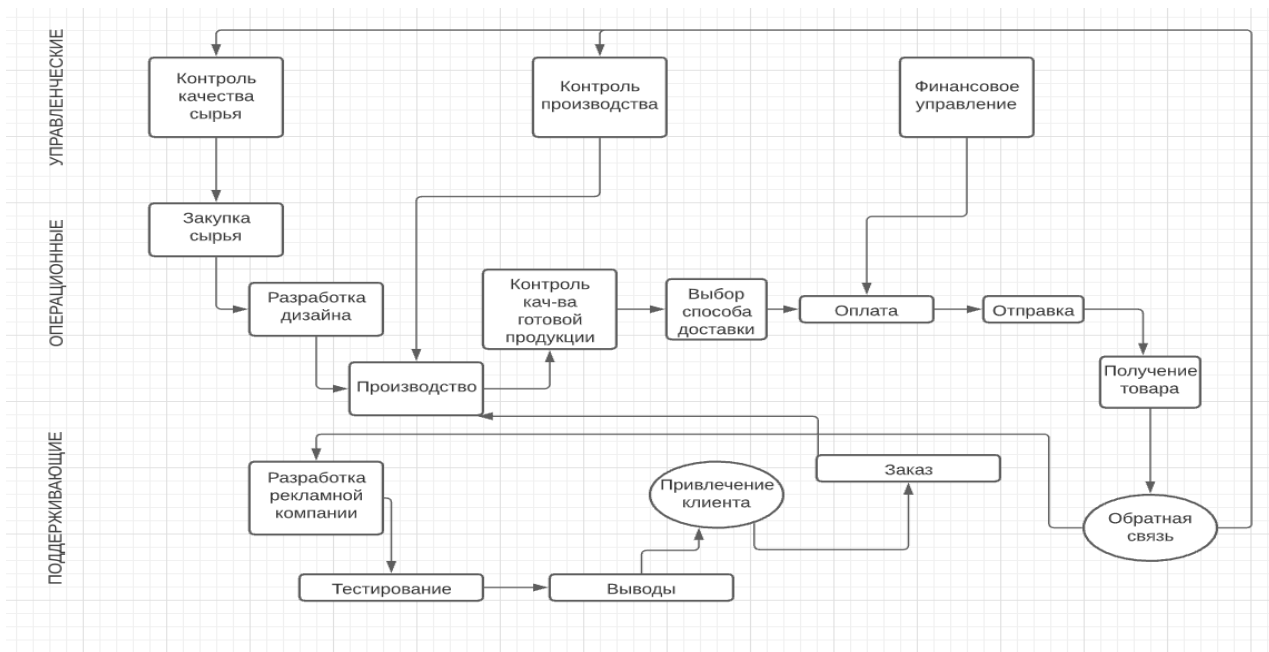 УПРАВЛЕНЧЕСКИЕ
Контроль
качества
сырья
Контроль
производства
Финансовое
управление
ОПЕРАЦИОННЫЕ
Закупка
сырья
Разработка
дизайна
Производство
Контроль
кач-ва
готовой
продукции
Выбор
способа
доставки
Оплата
Отправка
Получение
товара
ПОДДЕРЖИВАЮЩИЕ
Разработка
рекламной
компании
Тестирование
Выводы
Привлечение
клиента
Заказ
Обратная
связь